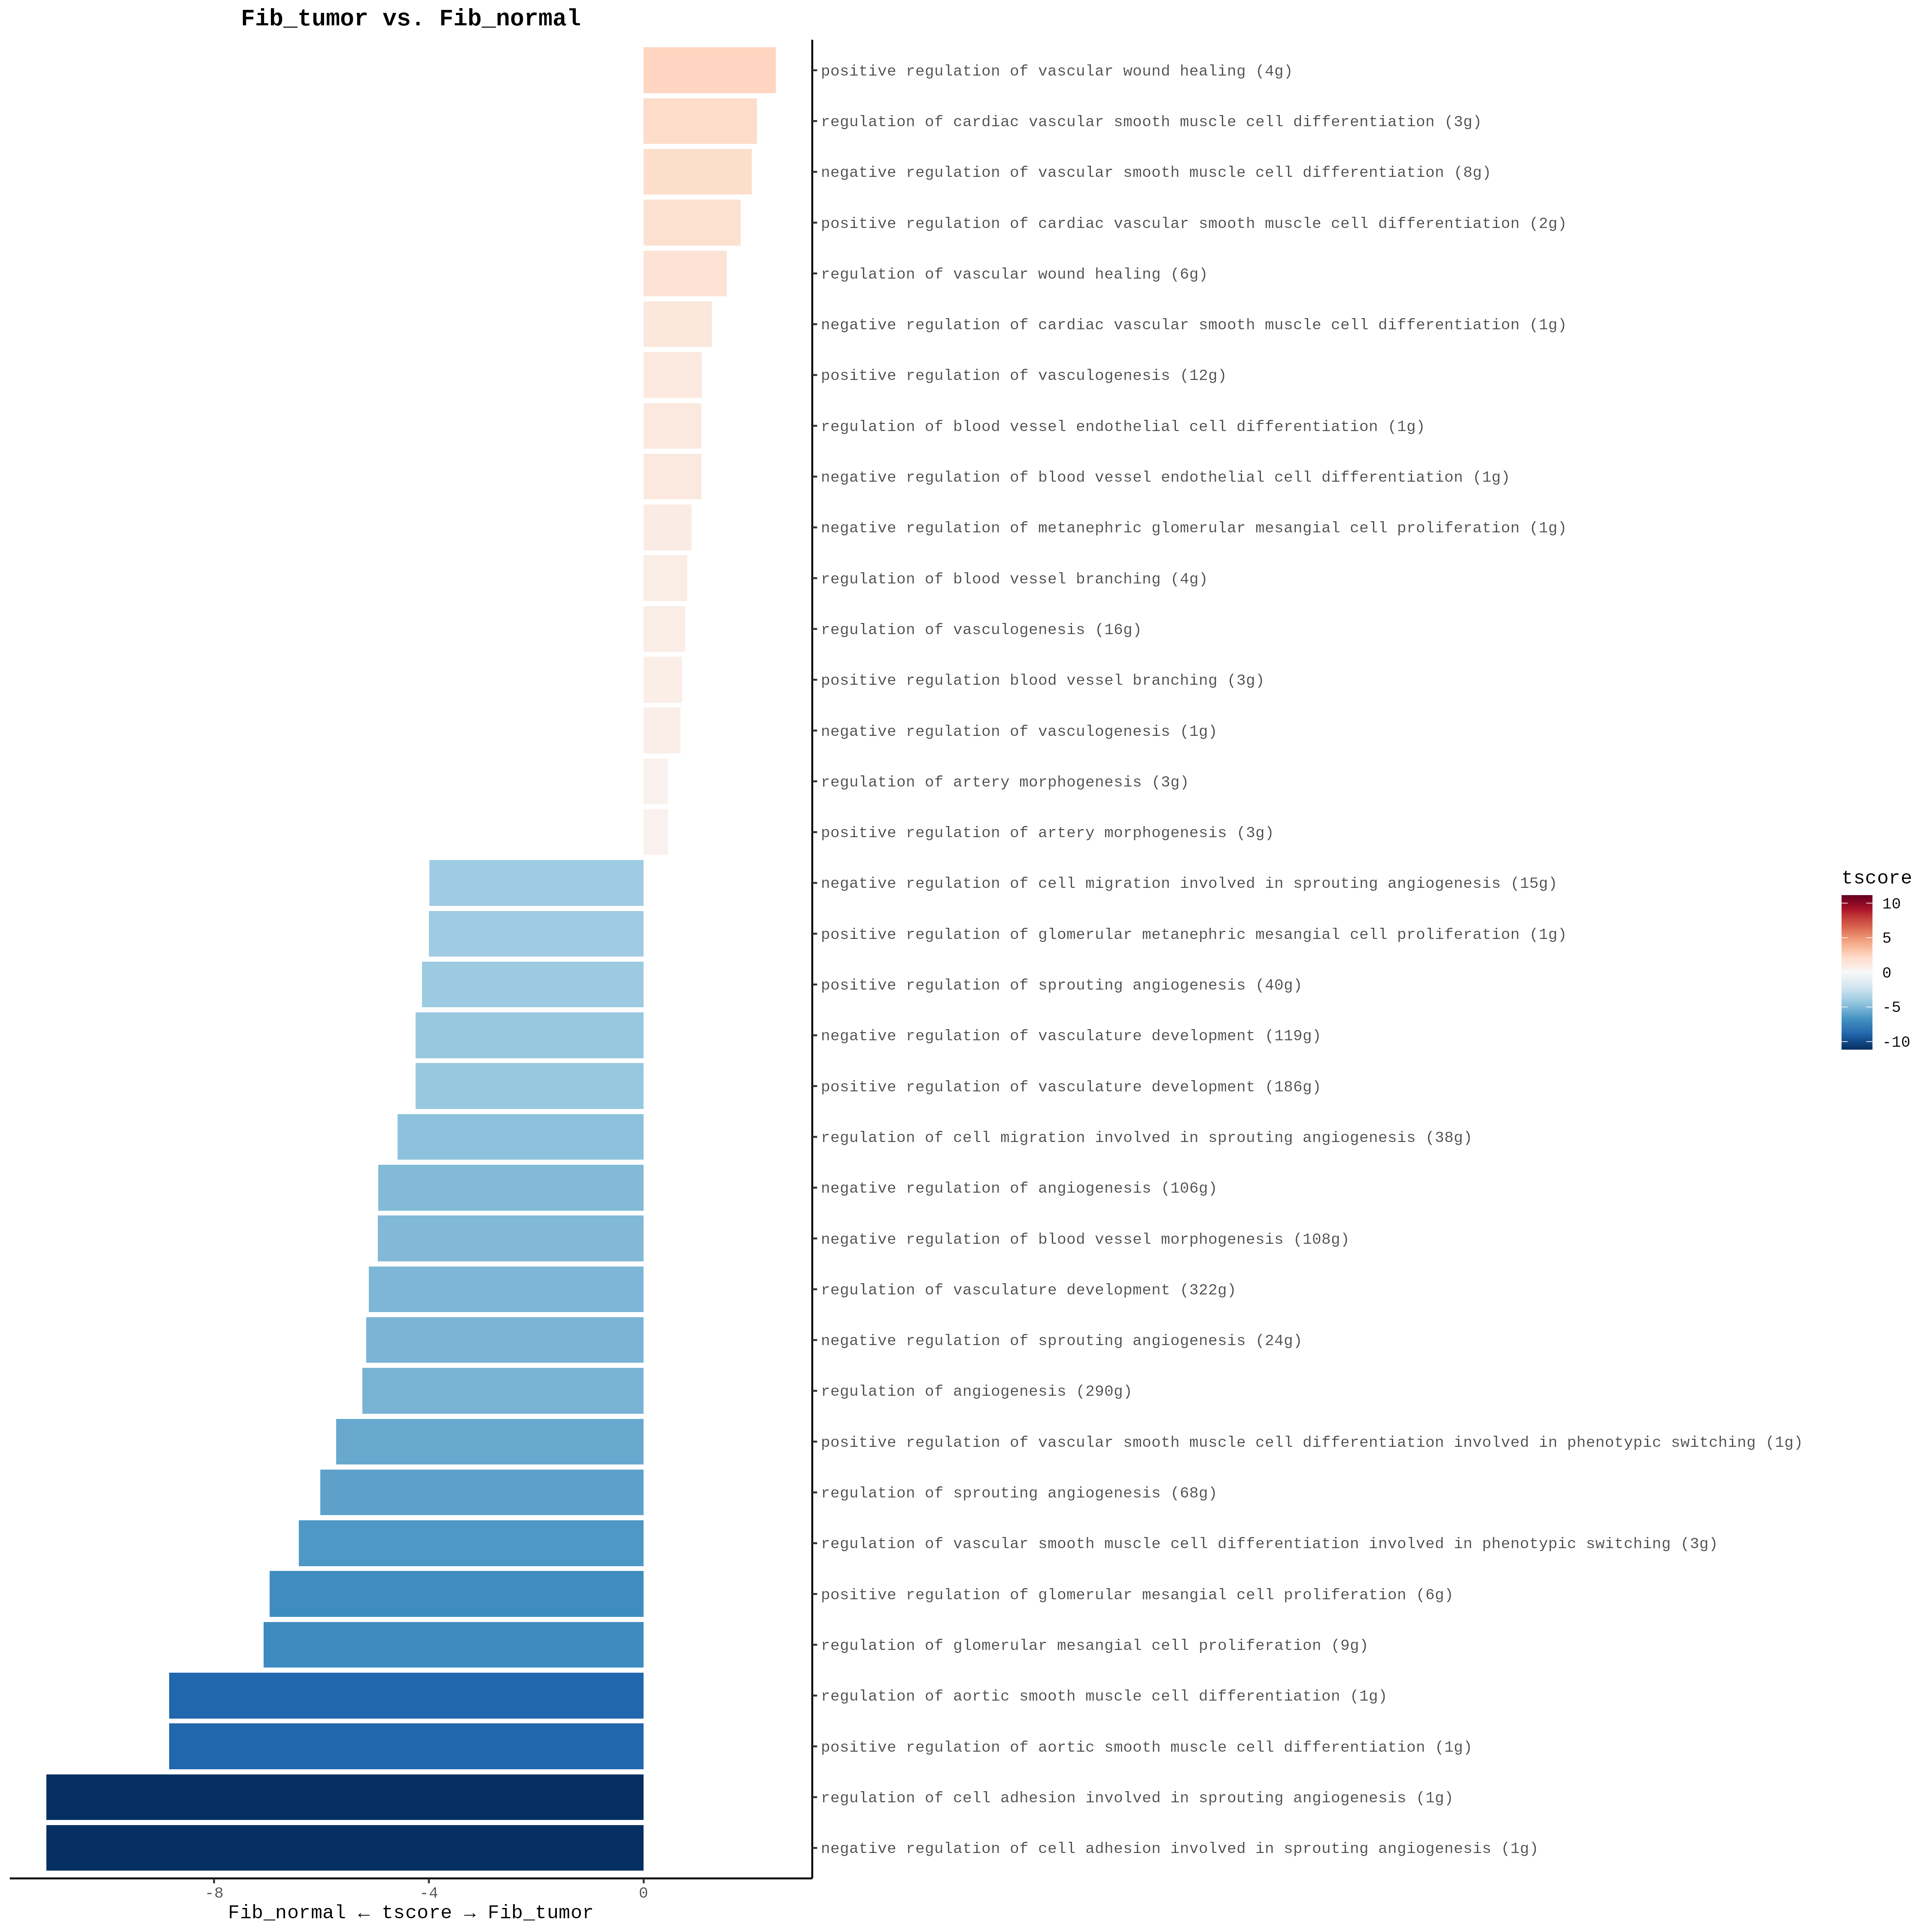 Fib_tumor vs. Fib_normal
positive regulation of vascular wound healing (4g)
regulation of cardiac vascular smooth muscle cell differentiation (3g)
negative regulation of vascular smooth muscle cell differentiation (8g)
positive regulation of cardiac vascular smooth muscle cell differentiation (2g)
regulation of vascular wound healing (6g)
negative regulation of cardiac vascular smooth muscle cell differentiation (1g)
positive regulation of vasculogenesis (12g)
regulation of blood vessel endothelial cell differentiation (1g)
negative regulation of blood vessel endothelial cell differentiation (1g)
negative regulation of metanephric glomerular mesangial cell proliferation (1g)
regulation of blood vessel branching (4g)
regulation of vasculogenesis (16g)
positive regulation blood vessel branching (3g)
negative regulation of vasculogenesis (1g)
regulation of artery morphogenesis (3g)
positive regulation of artery morphogenesis (3g)
negative regulation of cell migration involved in sprouting angiogenesis (15g)
positive regulation of glomerular metanephric mesangial cell proliferation (1g)
positive regulation of sprouting angiogenesis (40g)
negative regulation of vasculature development (119g)
positive regulation of vasculature development (186g)
regulation of cell migration involved in sprouting angiogenesis (38g)
negative regulation of angiogenesis (106g)
negative regulation of blood vessel morphogenesis (108g)
regulation of vasculature development (322g)
negative regulation of sprouting angiogenesis (24g)
regulation of angiogenesis (290g)
positive regulation of vascular smooth muscle cell differentiation involved in phenotypic switching (1g)
regulation of sprouting angiogenesis (68g)
regulation of vascular smooth muscle cell differentiation involved in phenotypic switching (3g)
positive regulation of glomerular mesangial cell proliferation (6g)
regulation of glomerular mesangial cell proliferation (9g)
regulation of aortic smooth muscle cell differentiation (1g)
positive regulation of aortic smooth muscle cell differentiation (1g)
regulation of cell adhesion involved in sprouting angiogenesis (1g)
negative regulation of cell adhesion involved in sprouting angiogenesis (1g)
-8 -4 0
Fib_normal ← tscore → Fib_tumor
tscore
10
5
0
-5
-10